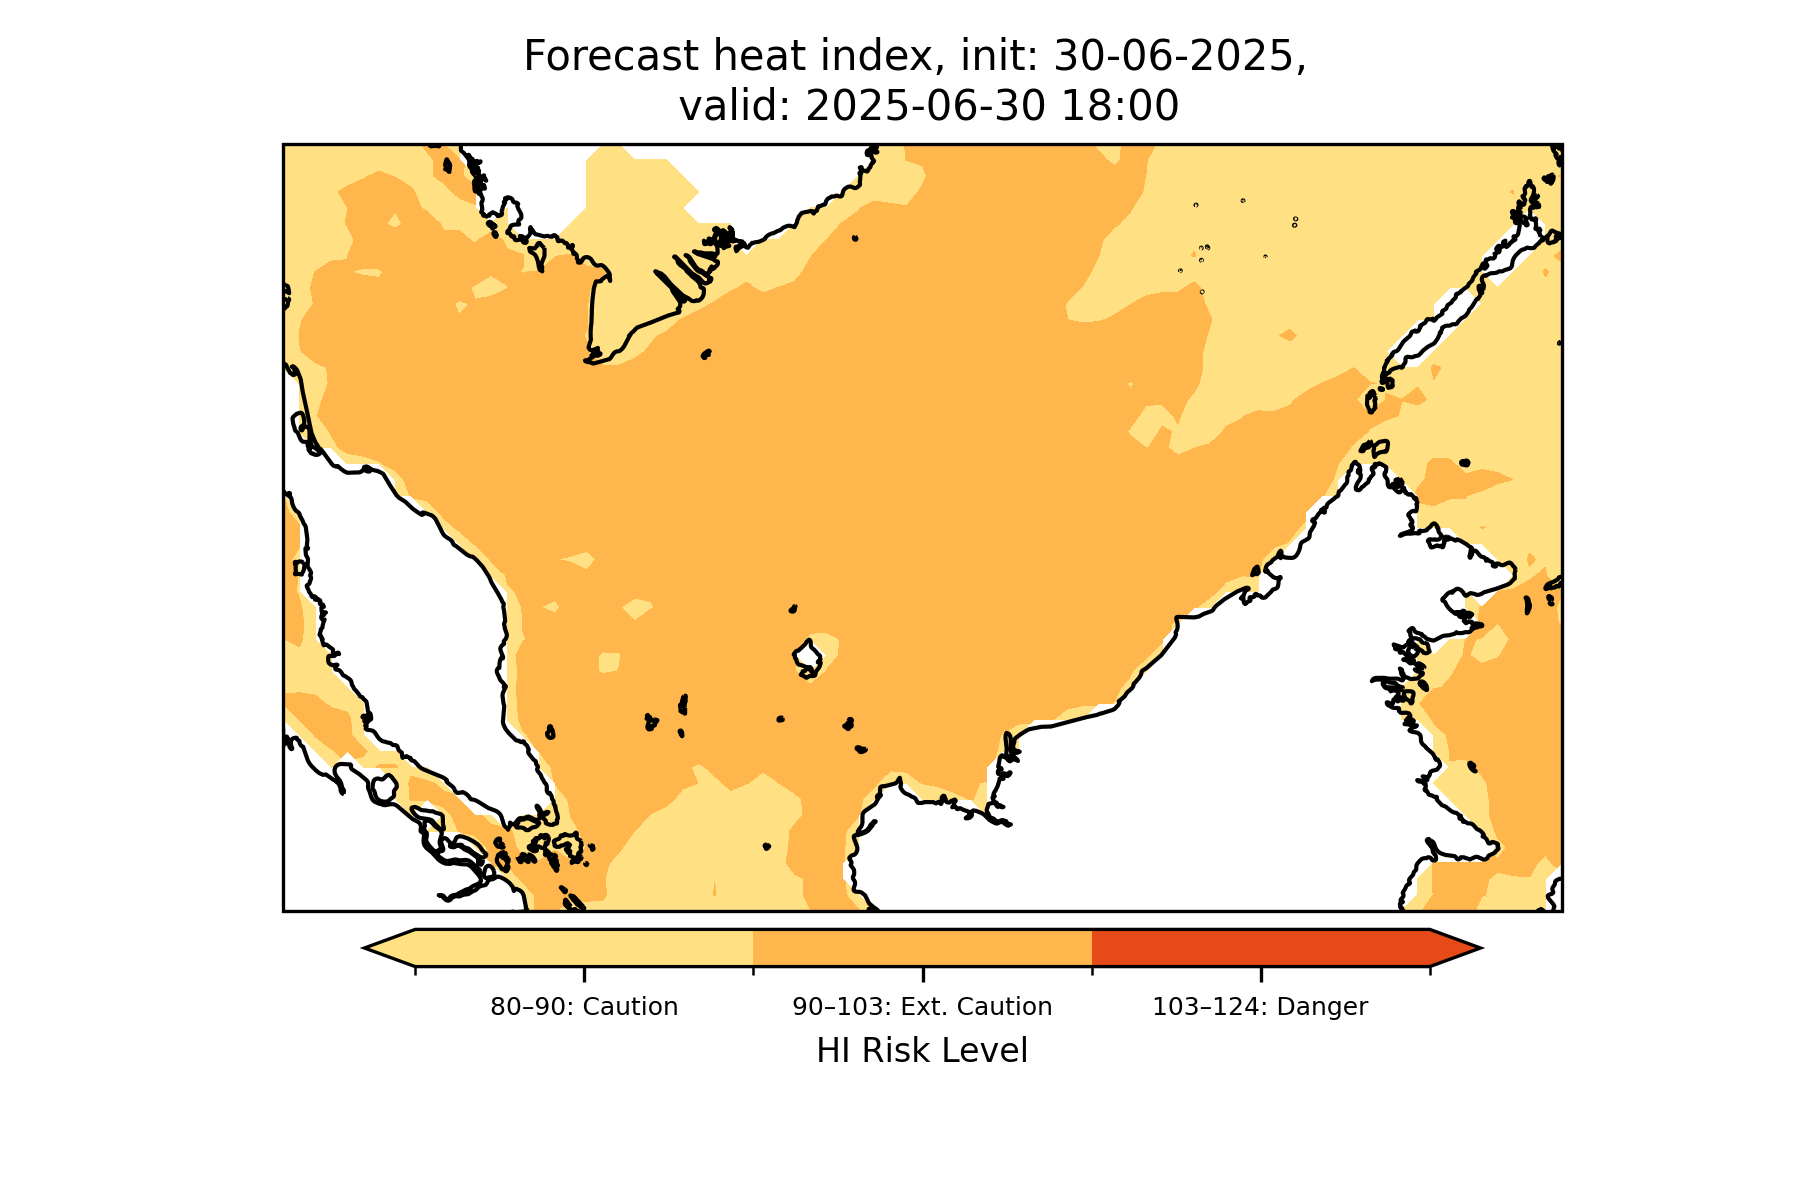 Forecast heat index, init: 30-06-2025,
valid: 2025-06-30 18:00
80–90: Caution
90–103: Ext. Caution
103–124: Danger
HI Risk Level